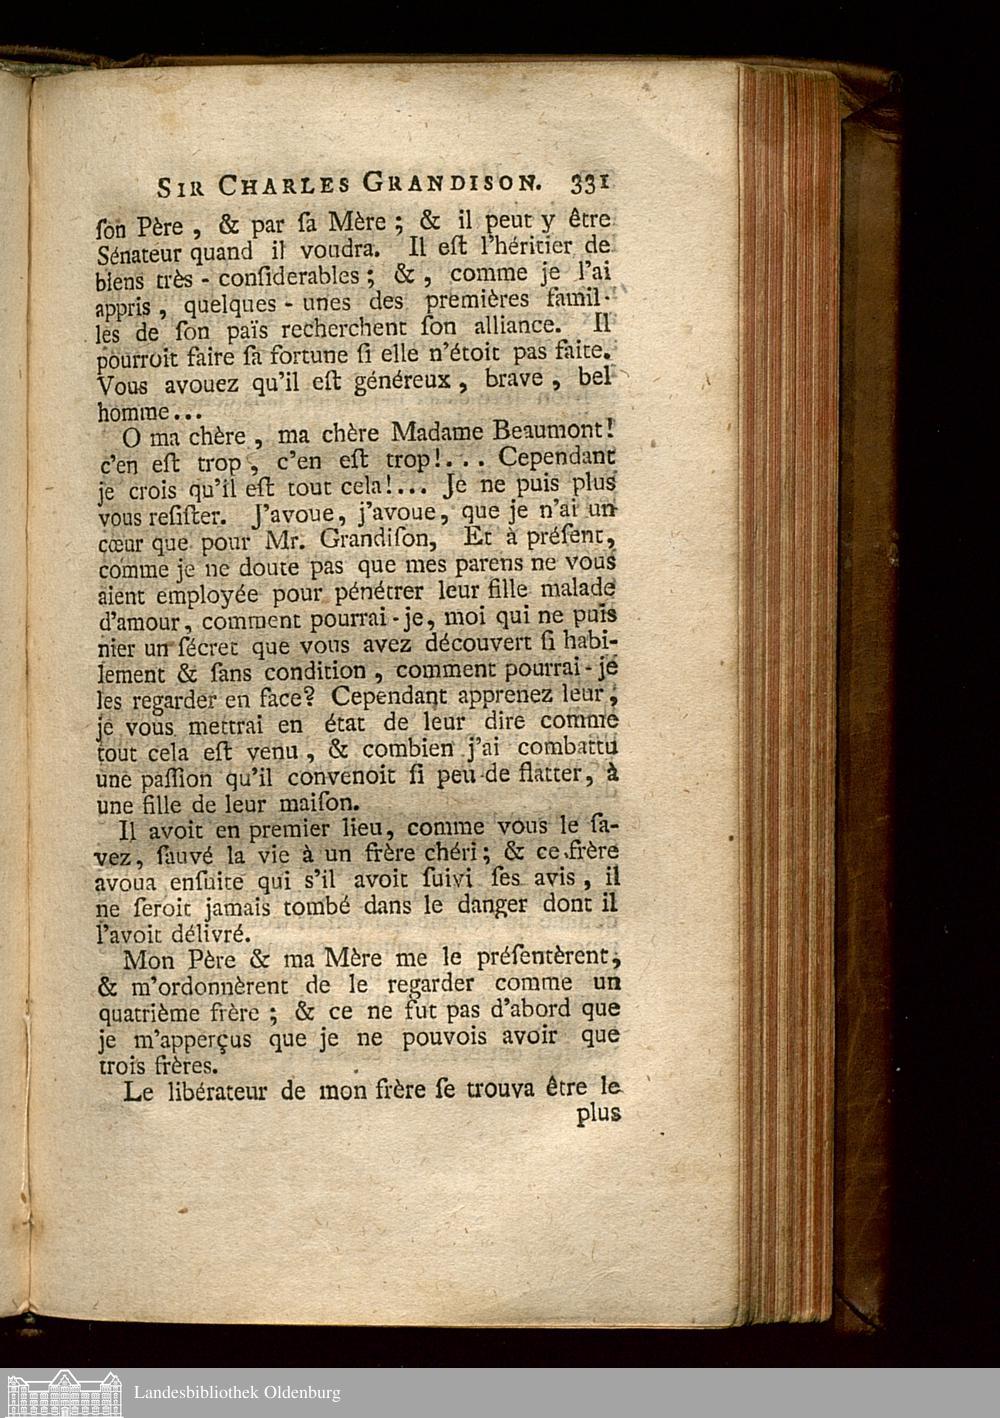 SIR CHARLES GRANDISON. 331
ſon Père , & par ſa Mère ; & il peut y être
Sénateur quand il voudra. Il eſt l'héritier de
biens très - conſiderables ; & , comme je l'ai
appris , quelques - unes des premières famil-
les de ſon païs recherchent ſon alliance. Il
pourroit faire ſa fortune ſi elle n'étoit pas faite.
Vous avouez qu'il eſt généreux , brave , bel
homme...
O ma chère , ma chère Madame Beaumont!
c'en eſt trop , c'en eſt trop!... Cependant
je crois qu'il eſt tout cela!... Je ne puis plus
vous reſiſter. J'avoue, j'avoue, que je n'ai un
cœur que pour Mr. Grandiſon, Et à préſent,
comme je ne doute pas que mes parens ne vous
aient employée pour pénétrer leur fille malade
d'amour, comment pourrai - je, moi qui ne puis
nier un ſécret que vous avez découvert ſi habi-
lement & ſans condition , comment pourrai - je
les regarder en face? Cependant apprenez leur,
je vous mettrai en état de leur dire comme
tout cela eſt venu , & combien j'ai combattu
une paſſion qu'il convenoit ſi peu de flatter, à
une fille de leur maiſon.
Il avoit en premier lieu, comme vous le ſa-
vez, ſauvé la vie à un frère chéri; & ce frère
avoua enſuite qui s'il avoit ſuivi ſes avis , il
ne ſeroit jamais tombé dans le danger dont il
l'avoit délivré.
Mon Père & ma Mère me le préſentèrent,
& m'ordonnèrent de le regarder comme un
quatrième frère ; & ce ne fut pas d'abord que
je m'apperçus que je ne pouvois avoir que
trois frères.
Le libérateur de mon frère ſe trouva être le
plus
Landesbibliothek Oldenburg